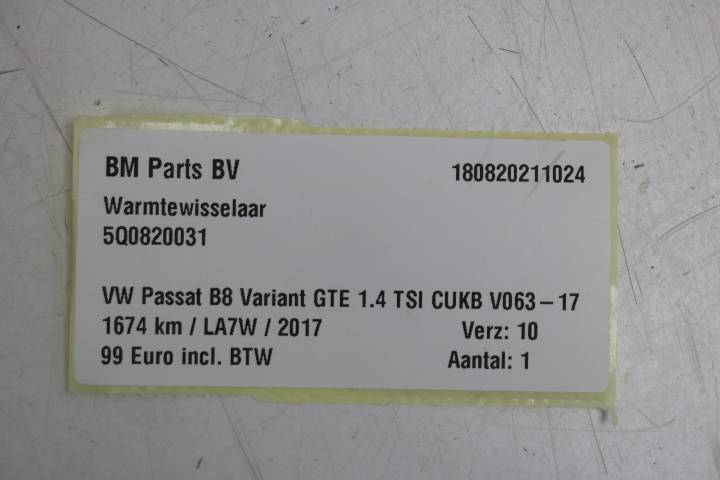 BM Parts BV 180820211024
Warmtewisselaar
5Q0820031
VW Passat B8 Variant GTE 1.4 TSI CUKB V063-17
1674 km / LA7W / 2017 Verz: 10
99 Euro incl. BTW Aantal: 1